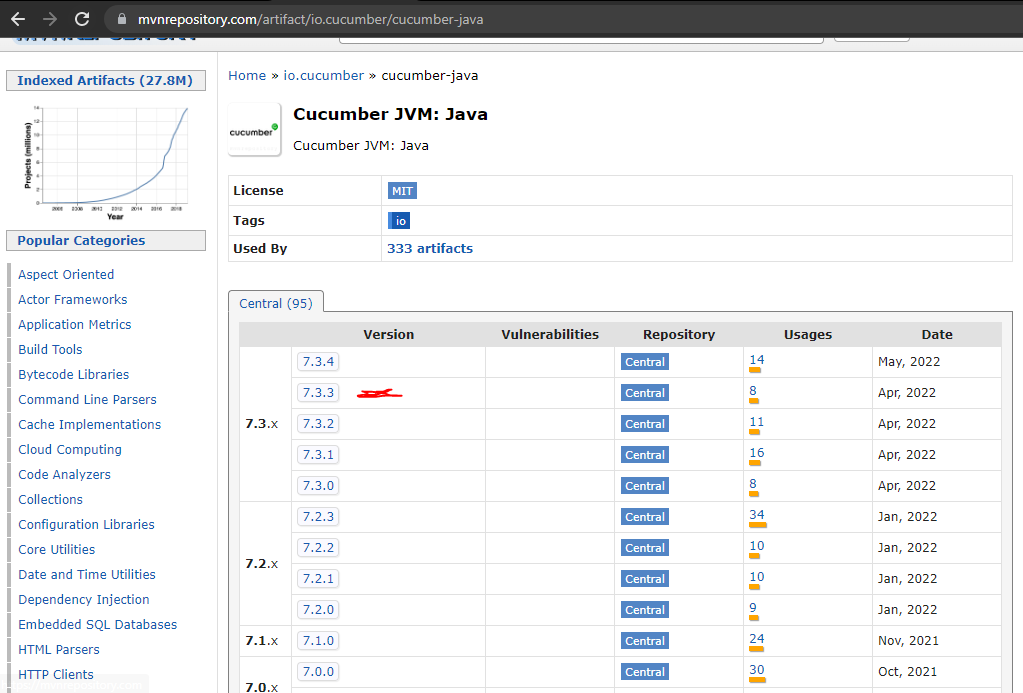 mvnrepository.com/artifact/io.cucumber/cucumber-java
Indexed Artifacts (27.8M)
Projects (millions)
14
12
10
8
6
4
2
0
2006 2008 2010 2012 2014 2016 2018
Year
Popular Categories
Aspect Oriented
Actor Frameworks
Application Metrics
Build Tools
Bytecode Libraries
Command Line Parsers
Cache Implementations
Cloud Computing
Code Analyzers
Collections
Configuration Libraries
Core Utilities
Date and Time Utilities
Dependency Injection
Embedded SQL Databases
HTML Parsers
HTTP Clients
Home » io.cucumber » cucumber-java
cucumber
Cucumber JVM: Java
Cucumber JVM: Java
License MIT
Tags io
Used By 333 artifacts
Central (95)
Version Vulnerabilities Repository Usages Date
7.3.4 Central 14 May, 2022
7.3.3 Central 8 Apr, 2022
7.3.x 7.3.2 Central 11 Apr, 2022
7.3.1 Central 16 Apr, 2022
7.3.0 Central 8 Apr, 2022
7.2.3 Central 34 Jan, 2022
7.2.x 7.2.2 Central 10 Jan, 2022
7.2.1 Central 10 Jan, 2022
7.2.0 Central 9 Jan, 2022
7.1.x 7.1.0 Central 24 Nov, 2021
7.0.x 7.0.0 Central 30 Oct, 2021